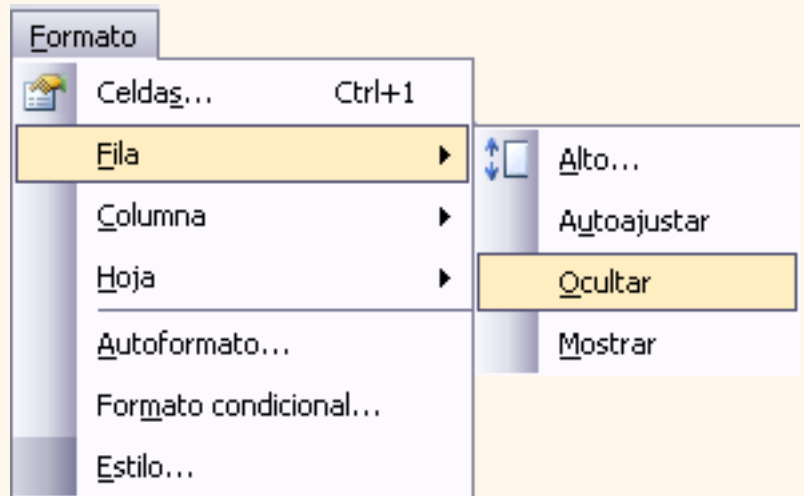 Formato
Celdas... Ctrl+1
Fila
Columna
Hoja
Autoformato...
Formato condicional...
Estilo...
Alto...
Autoajustar
Ocultar
Mostrar